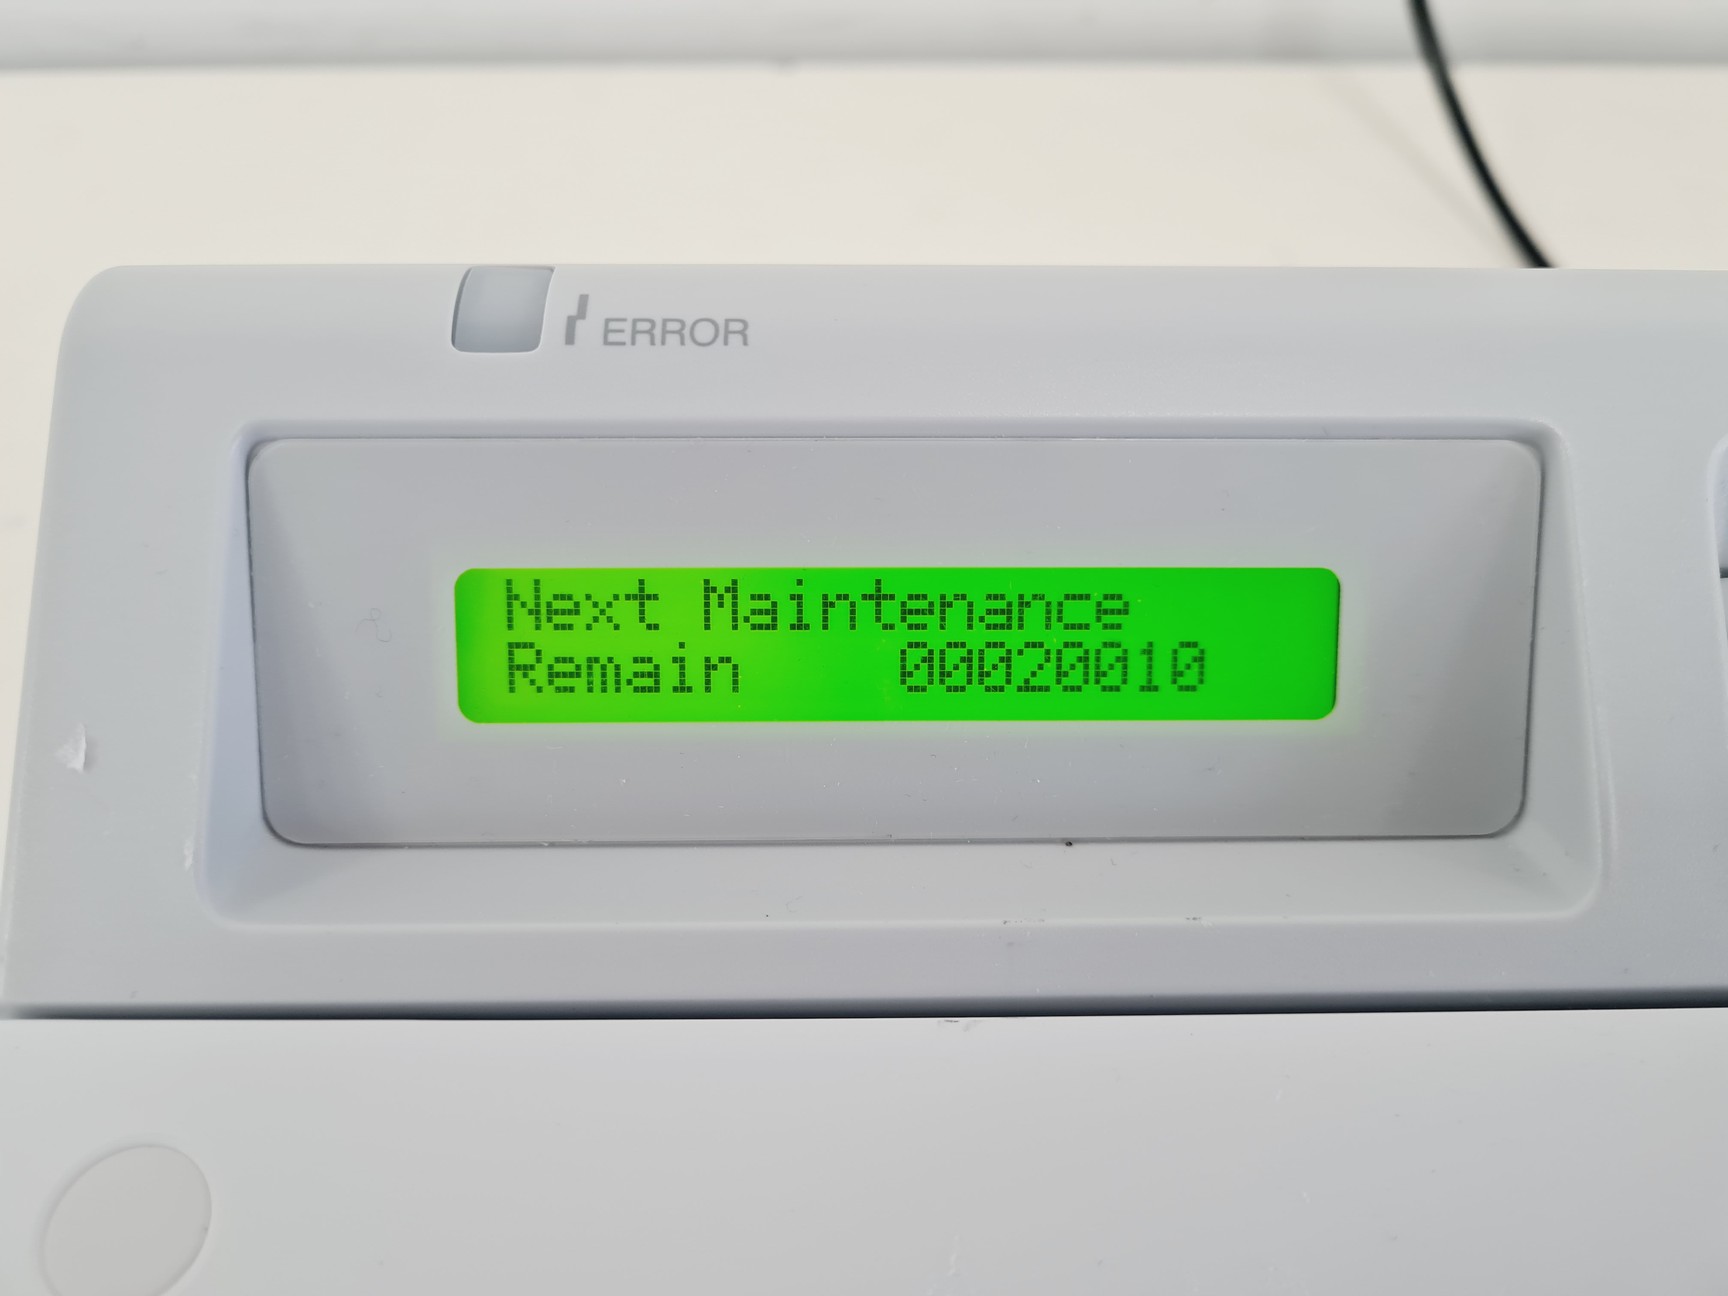 ERROR
Next Maintenance
Remain 00020010